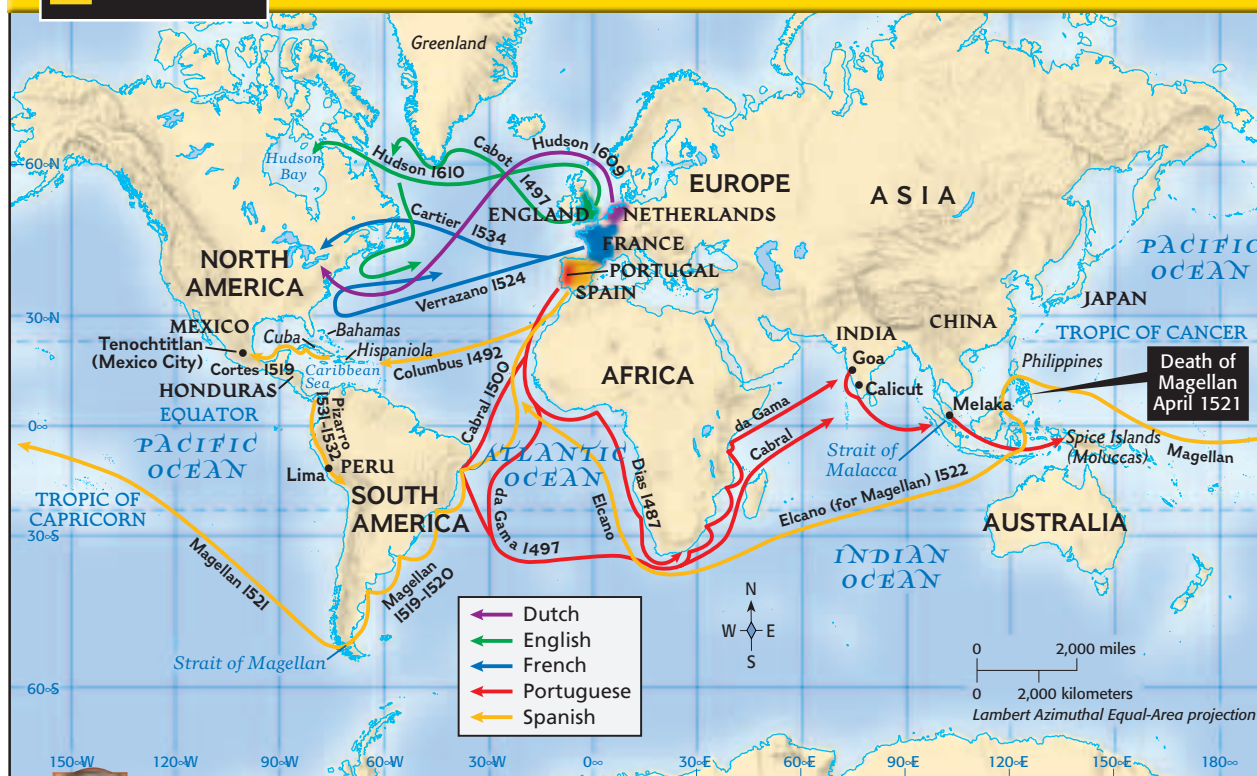 Greenland
Hudson
Bay
60°N
Hudson 1610
Cabot
1497
Hudson 1609
EUROPE
ASIA
ENGLAND
NETHERLANDS
Cartier 1534
FRANCE
PACIFIC
OCEAN
NORTH
AMERICA
PORTUGAL
SPAIN
Verrazano 1524
JAPAN
30°N
MEXICO
Tenochtitlan
(Mexico City)
Cortes 1519
Cuba
Bahamas
Hispaniola
Caribbean
Sea
Columbus 1492
HONDURAS
INDIA
Goa
Calicut
CHINA
TROPIC OF CANCER
Philippines
Death of
Magellan
April 1521
AFRICA
EQUATOR
0°
Pizarro
1531–1532
Cabral 1500
da Gama
Cabral
Melaka
Strait of
Malacca
Spice Islands
(Moluccas)
Magellan
PACIFIC
OCEAN
Lima
PERU
SOUTH
AMERICA
ATLANTIC
OCEAN
Dias 1487
Elcano
da Gama 1497
Elcano (for Magellan) 1522
TROPIC OF
CAPRICORN
30°S
AUSTRALIA
INDIAN
OCEAN
Magellan 1521
Magellan
1519–1520
Strait of Magellan
N
W
E
S
Dutch
English
French
Portuguese
Spanish
0
2,000 miles
0
2,000 kilometers
Lambert Azimuthal Equal-Area projection
60°S
150°W
120°W
90°W
60°W
30°W
0°
30°E
60°E
90°E
120°E
150°E
180°